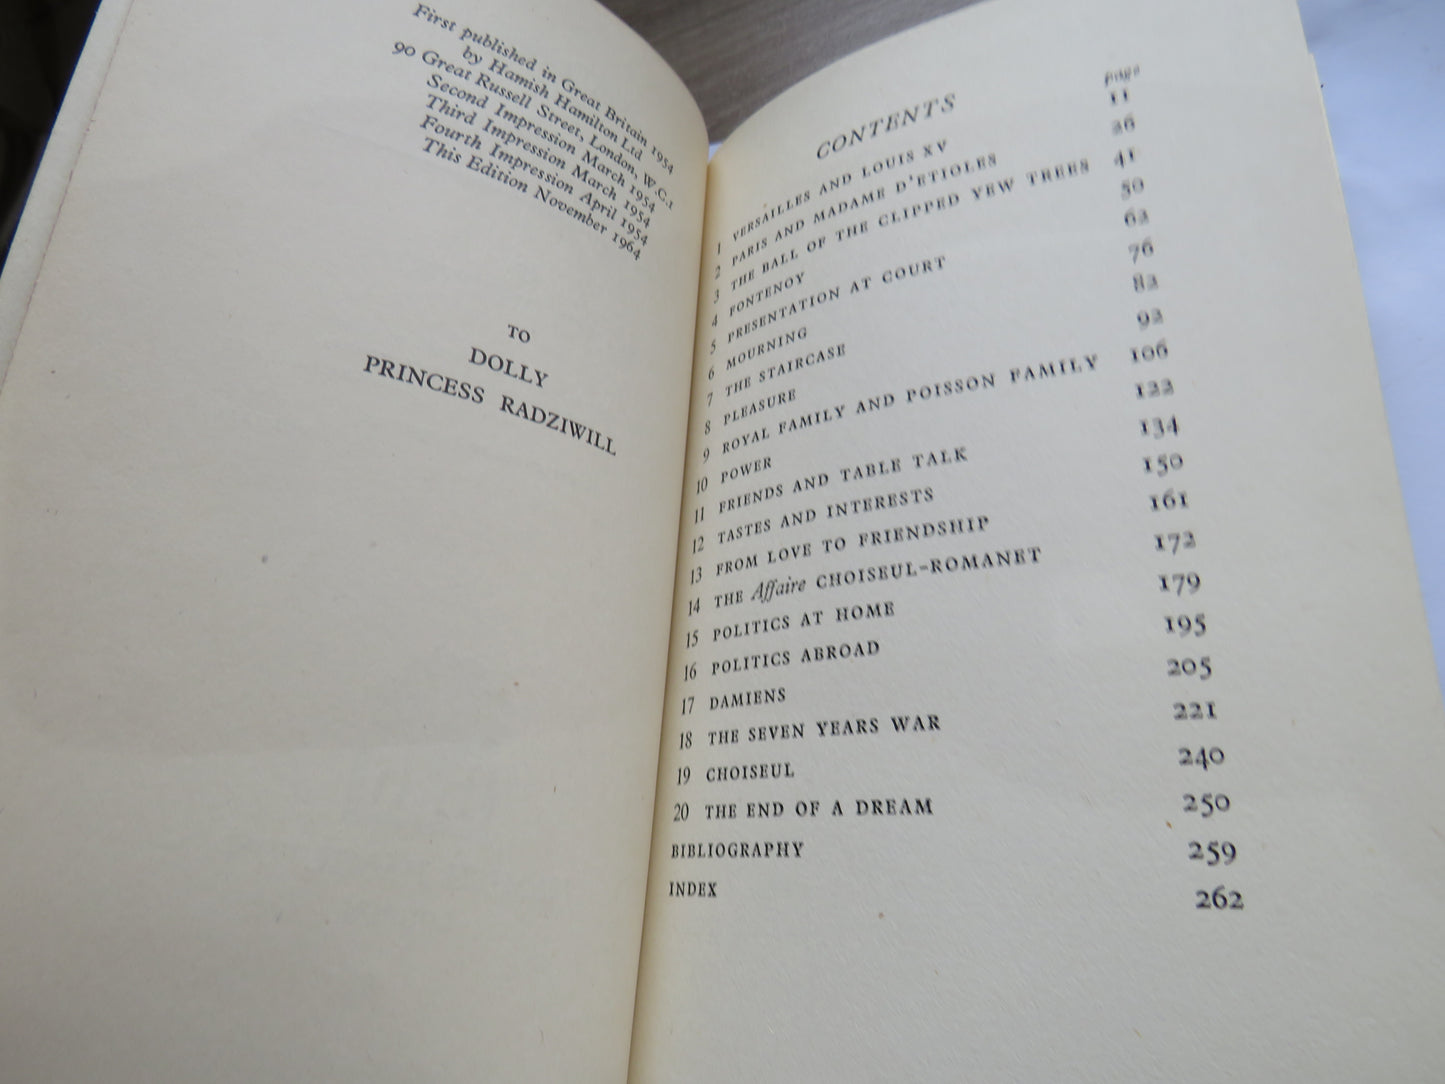 First published in Great Britain 1954
by Hamish Hamilton Ltd
90 Great Russell Street, London, W.C.1
Second Impression March 1954
Third Impression March 1954
Fourth Impression April 1954
This Edition November 1964
TO
DOLLY
PRINCESS RADZIWILL
CONTENTS
page
1 VERSAILLES AND LOUIS XV 11
2 PARIS AND MADAME D'ETIOLES 26
3 THE BALL OF THE CLIPPED YEW TREES 41
4 FONTENOY 50
5 PRESENTATION AT COURT 62
6 MOURNING 76
7 THE STAIRCASE 82
8 PLEASURE 92
9 ROYAL FAMILY AND POISSON FAMILY 106
10 POWER 122
11 FRIENDS AND TABLE TALK 134
12 TASTES AND INTERESTS 150
13 FROM LOVE TO FRIENDSHIP 161
14 THE Affaire CHOISEUL-ROMANET 172
15 POLITICS AT HOME 179
16 POLITICS ABROAD 195
17 DAMIENS 205
18 THE SEVEN YEARS WAR 221
19 CHOISEUL 240
20 THE END OF A DREAM 250
BIBLIOGRAPHY 259
INDEX 262